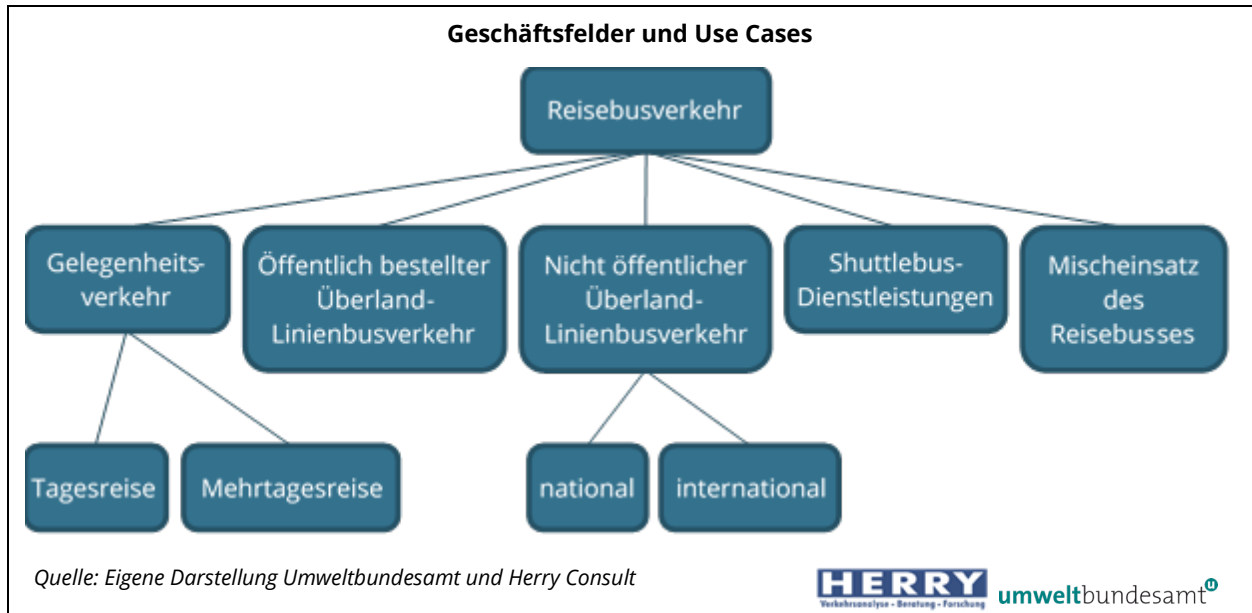 Geschäftsfelder und Use Cases
Reisebusverkehr
Gelegenheits-
verkehr
Öffentlich bestellter
Überland-
Linienbusverkehr
Nicht öffentlicher
Überland-
Linienbusverkehr
Shuttlebus-
Dienstleistungen
Mischeinsatz
des
Reisebusses
Tagesreise
Mehrtagesreise
national
international
Quelle: Eigene Darstellung Umweltbundesamt und Herry Consult
HERRY
Verkehrsanalyse • Beratung • Forschung
umweltbundesamt
u